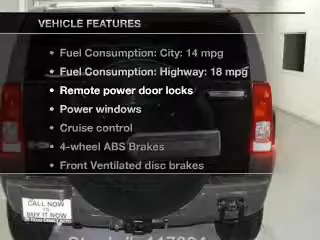 VEHICLE FEATURES
• Fuel Consumption: City: 14 mpg
• Fuel Consumption: Highway: 18 mpg
• Remote power door locks
• Power windows
• Cruise control
• 4-wheel ABS Brakes
• Front Ventilated disc brakes
CALL NOW
TO
BUY IT NOW